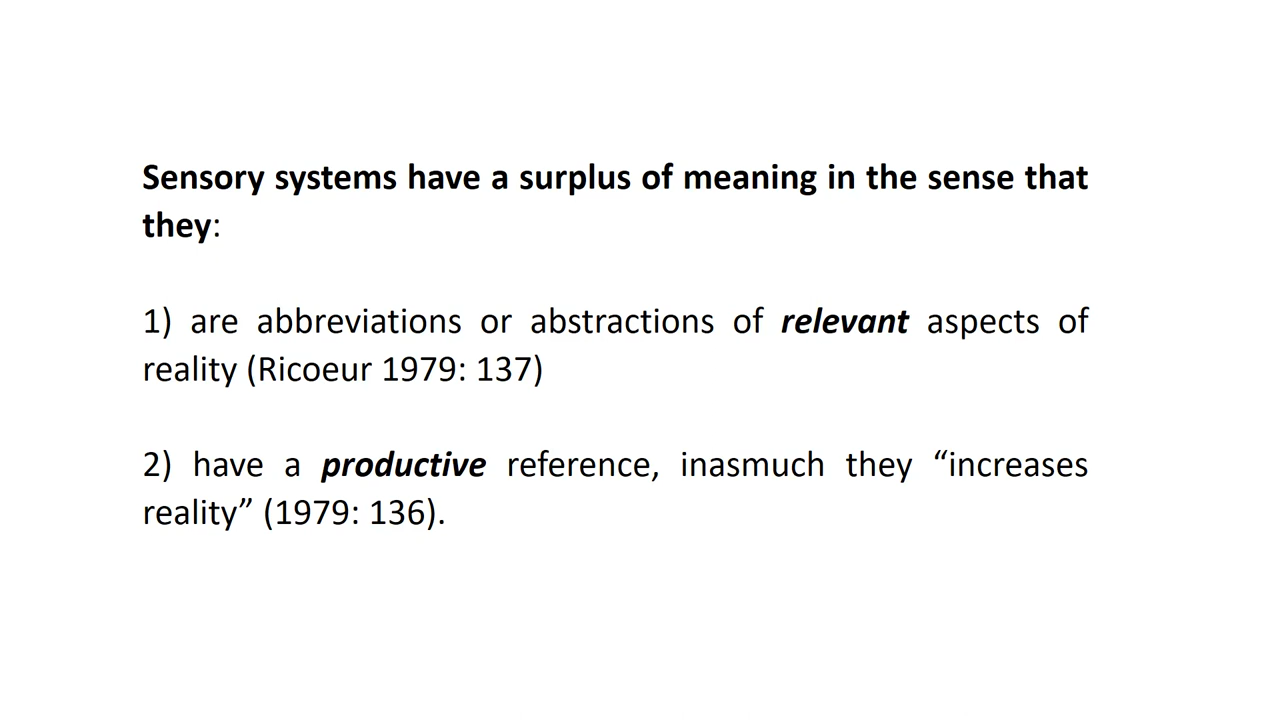 Sensory systems have a surplus of meaning in the sense that
they:
1) are abbreviations or abstractions of relevant aspects of
reality (Ricoeur 1979: 137)
2) have a productive reference, inasmuch they “increases
reality” (1979: 136).